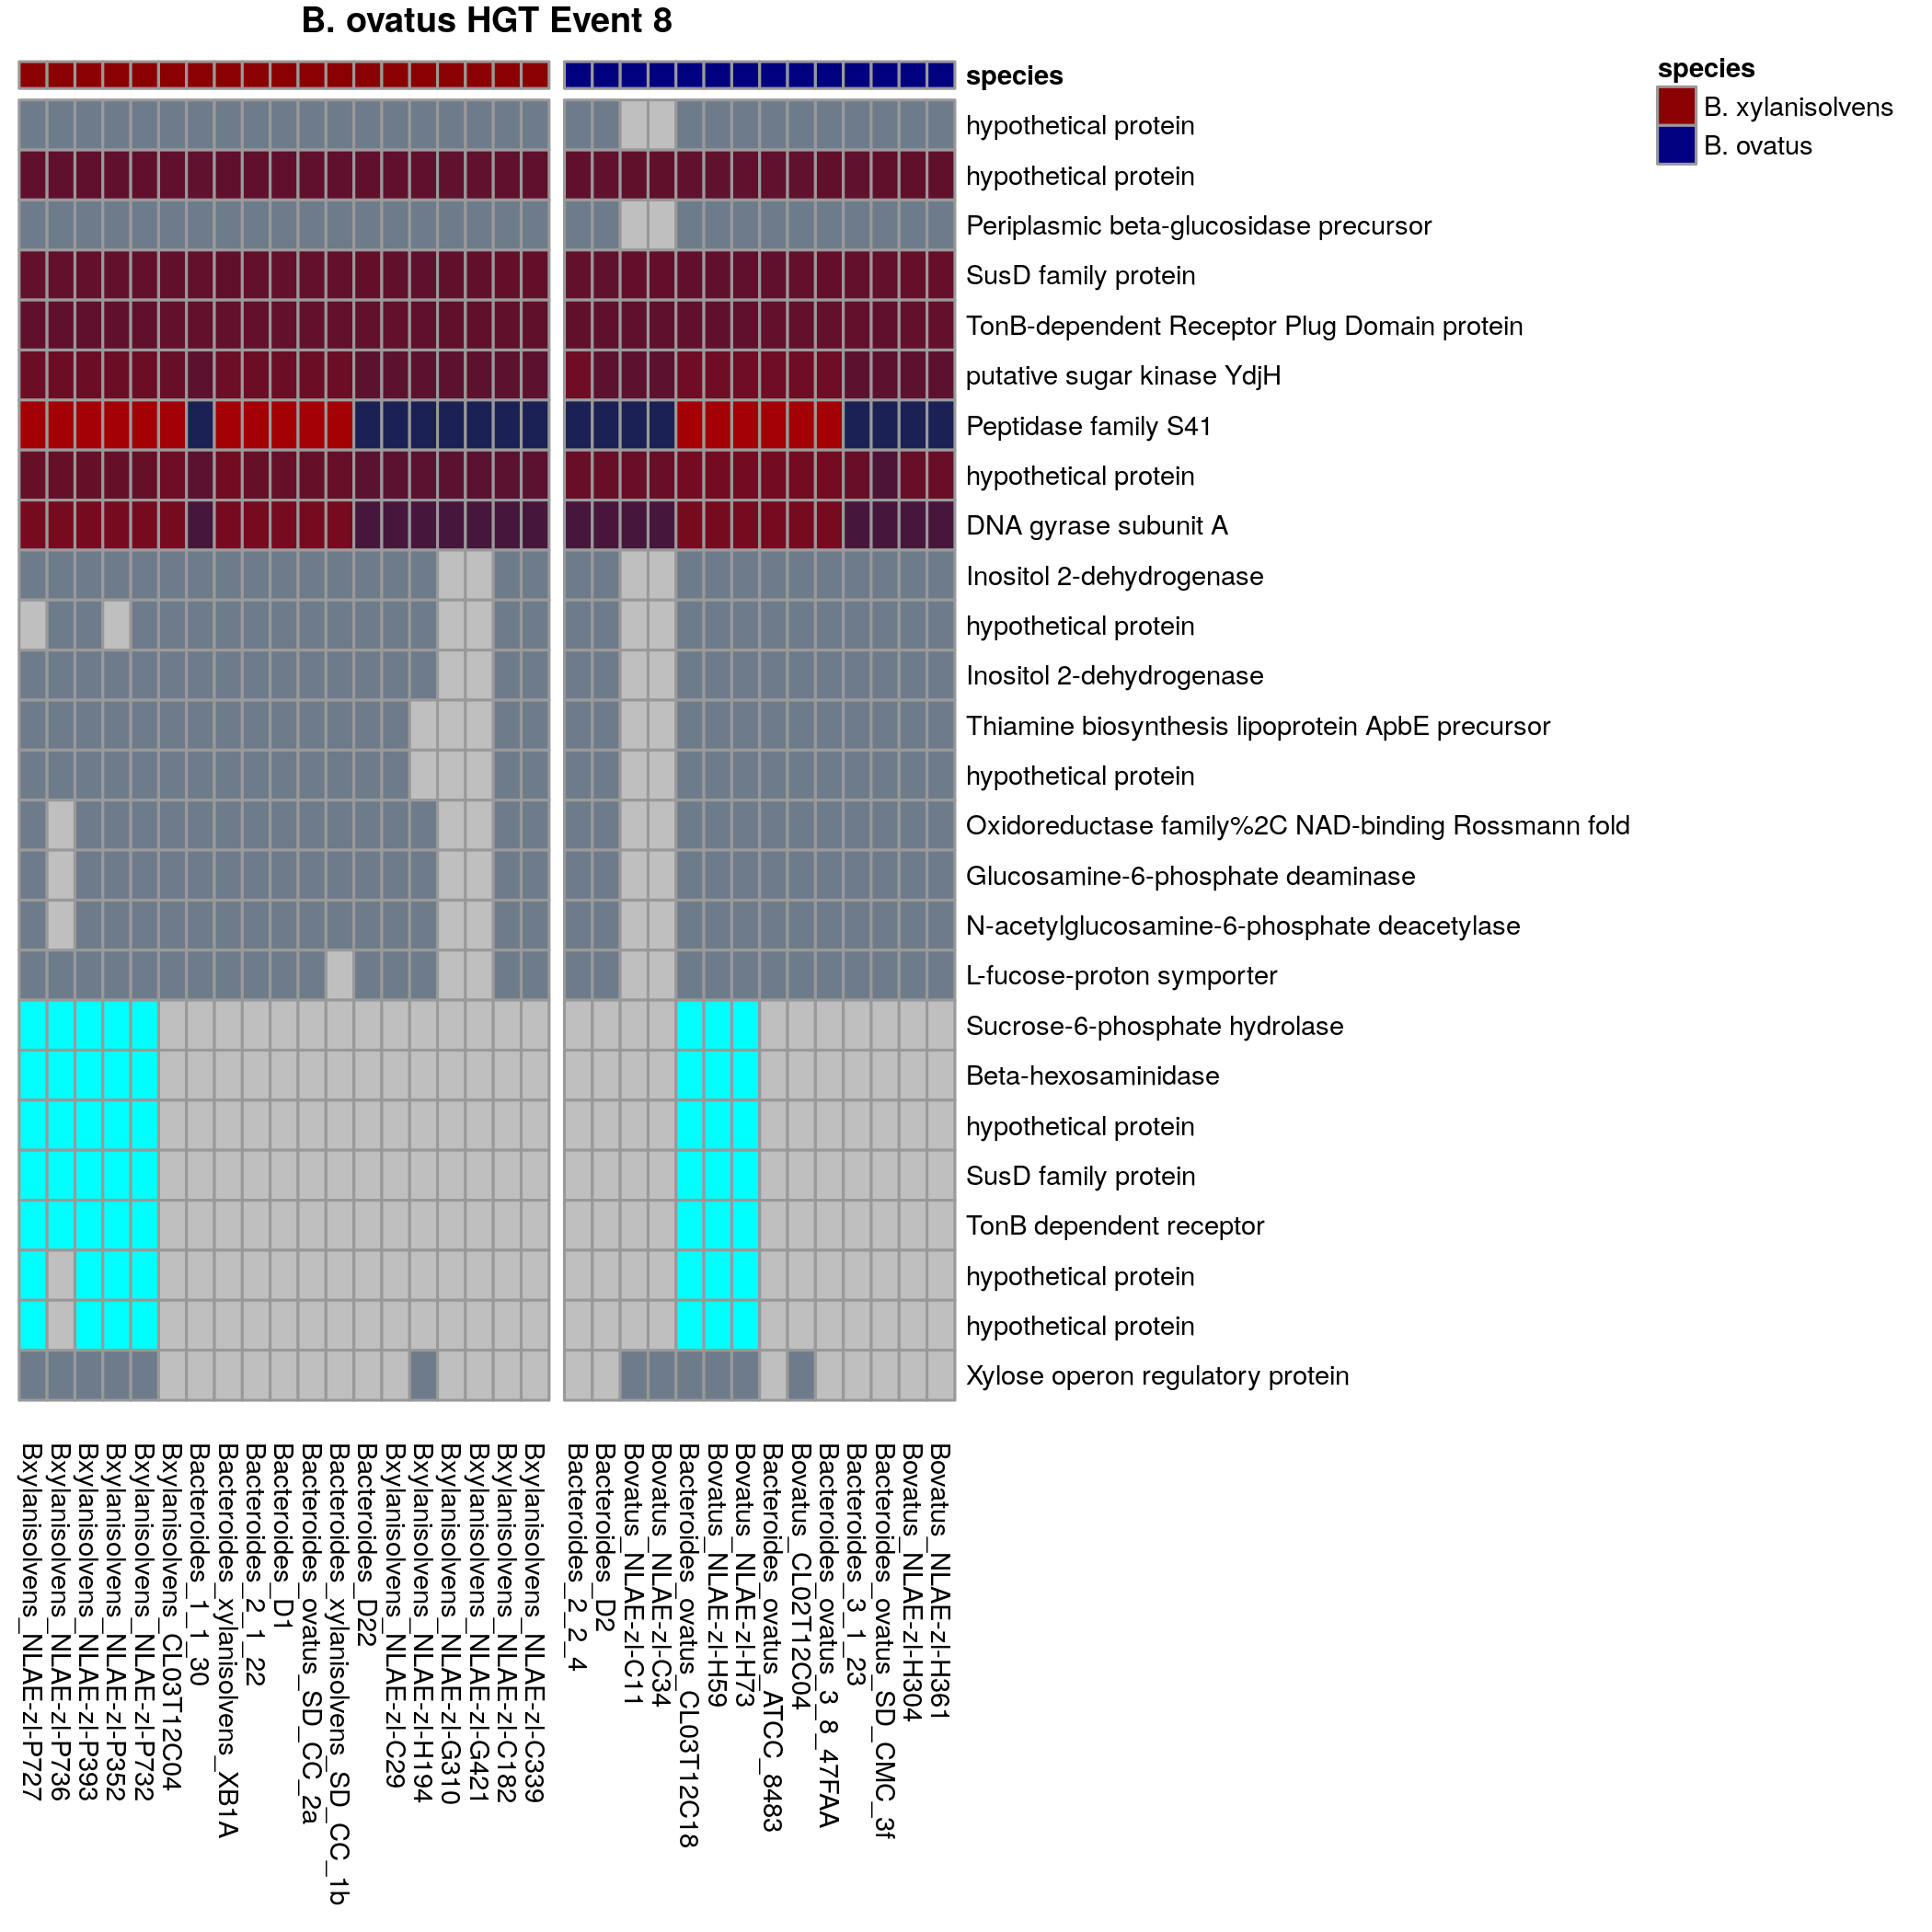 B. ovatus HGT Event 8
species
species
B. xylanisolvens
B. ovatus
hypothetical protein
hypothetical protein
Periplasmic beta-glucosidase precursor
SusD family protein
TonB-dependent Receptor Plug Domain protein
putative sugar kinase YdjH
Peptidase family S41
hypothetical protein
DNA gyrase subunit A
Inositol 2-dehydrogenase
hypothetical protein
Inositol 2-dehydrogenase
Thiamine biosynthesis lipoprotein ApbE precursor
hypothetical protein
Oxidoreductase family%2C NAD-binding Rossmann fold
Glucosamine-6-phosphate deaminase
N-acetylglucosamine-6-phosphate deacetylase
L-fucose-proton symporter
Sucrose-6-phosphate hydrolase
Beta-hexosaminidase
hypothetical protein
SusD family protein
TonB dependent receptor
hypothetical protein
hypothetical protein
Xylose operon regulatory protein
Bxylanisolvens_NLAE-zl-P727
Bxylanisolvens_NLAE-zl-P736
Bxylanisolvens_NLAE-zl-P393
Bxylanisolvens_NLAE-zl-P352
Bxylanisolvens_NLAE-zl-P732
Bxylanisolvens_CL03T12C04
Bacteroides_1_1_30
Bacteroides_xylanisolvens_XB1A
Bacteroides_2_1_22
Bacteroides_D1
Bacteroides_ovatus_SD_CC_2a
Bacteroides_xylanisolvens_SD_CC_1b
Bacteroides_D22
Bxylanisolvens_NLAE-zl-C29
Bxylanisolvens_NLAE-zl-H194
Bxylanisolvens_NLAE-zl-G310
Bxylanisolvens_NLAE-zl-G421
Bxylanisolvens_NLAE-zl-C182
Bxylanisolvens_NLAE-zl-C339
Bacteroides_2_2_4
Bacteroides_D2
Bovatus_NLAE-zl-C11
Bovatus_NLAE-zl-C34
Bacteroides_ovatus_CL03T12C18
Bovatus_NLAE-zl-H59
Bovatus_NLAE-zl-H73
Bacteroides_ovatus_ATCC_8483
Bovatus_CL02T12C04
Bacteroides_ovatus_3_8_47FAA
Bacteroides_3_1_23
Bacteroides_ovatus_SD_CMC_3f
Bovatus_NLAE-zl-H304
Bovatus_NLAE-zl-H361